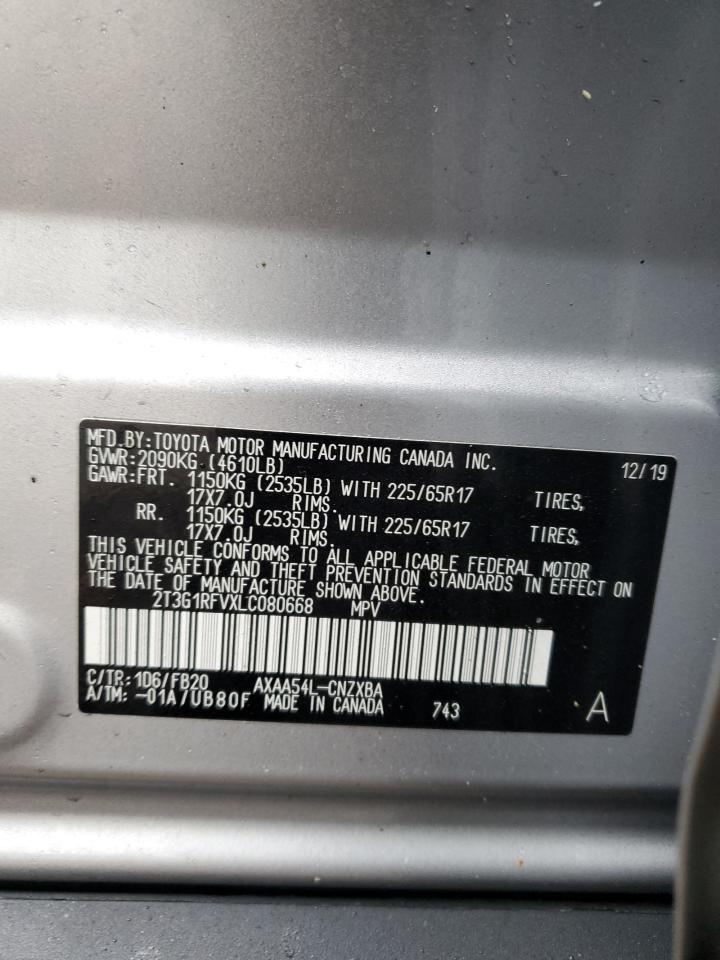 MFD.BY:TOYOTA MOTOR MANUFACTURING CANADA INC. 12/19
GVWR:2090KG (4610LB)
GAWR:FRT. 1150KG (2535LB) WITH 225/65R17 TIRES,
17X7.0J RIMS.
RR. 1150KG (2535LB) WITH 225/65R17 TIRES,
17X7.0J RIMS.
THIS VEHICLE CONFORMS TO ALL APPLICABLE FEDERAL MOTOR
VEHICLE SAFETY AND THEFT PREVENTION STANDARDS IN EFFECT ON
THE DATE OF MANUFACTURE SHOWN ABOVE.
2T3G1RFVXLC080668 MPV
C/TR:1D6/FB20 AXAA54L-CNZXBA
A/TM:-01A/UB80F MADE IN CANADA 743 A